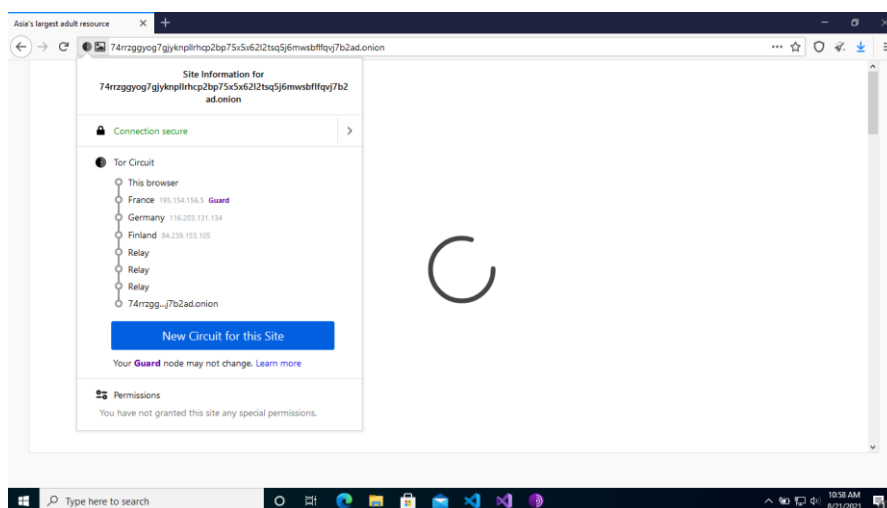 Asia's largest adult resource
74rrzggyog7gjyknpllrhcp2bp75x5x62l2tsq5j6mwsbflfqvj7b2ad.onion
Site Information for
74rrzggyog7gjyknpllrhcp2bp75x5x62l2tsq5j6mwsbflfqvj7b2
ad.onion
Connection secure
Tor Circuit
This browser
France 195.154.156.5 Guard
Germany 116.203.131.134
Finland 64.239.153.105
Relay
Relay
Relay
74rrzgg...j7b2ad.onion
New Circuit for this Site
Your Guard node may not change. Learn more
Permissions
You have not granted this site any special permissions.
Type here to search
10:58 AM
8/21/2021